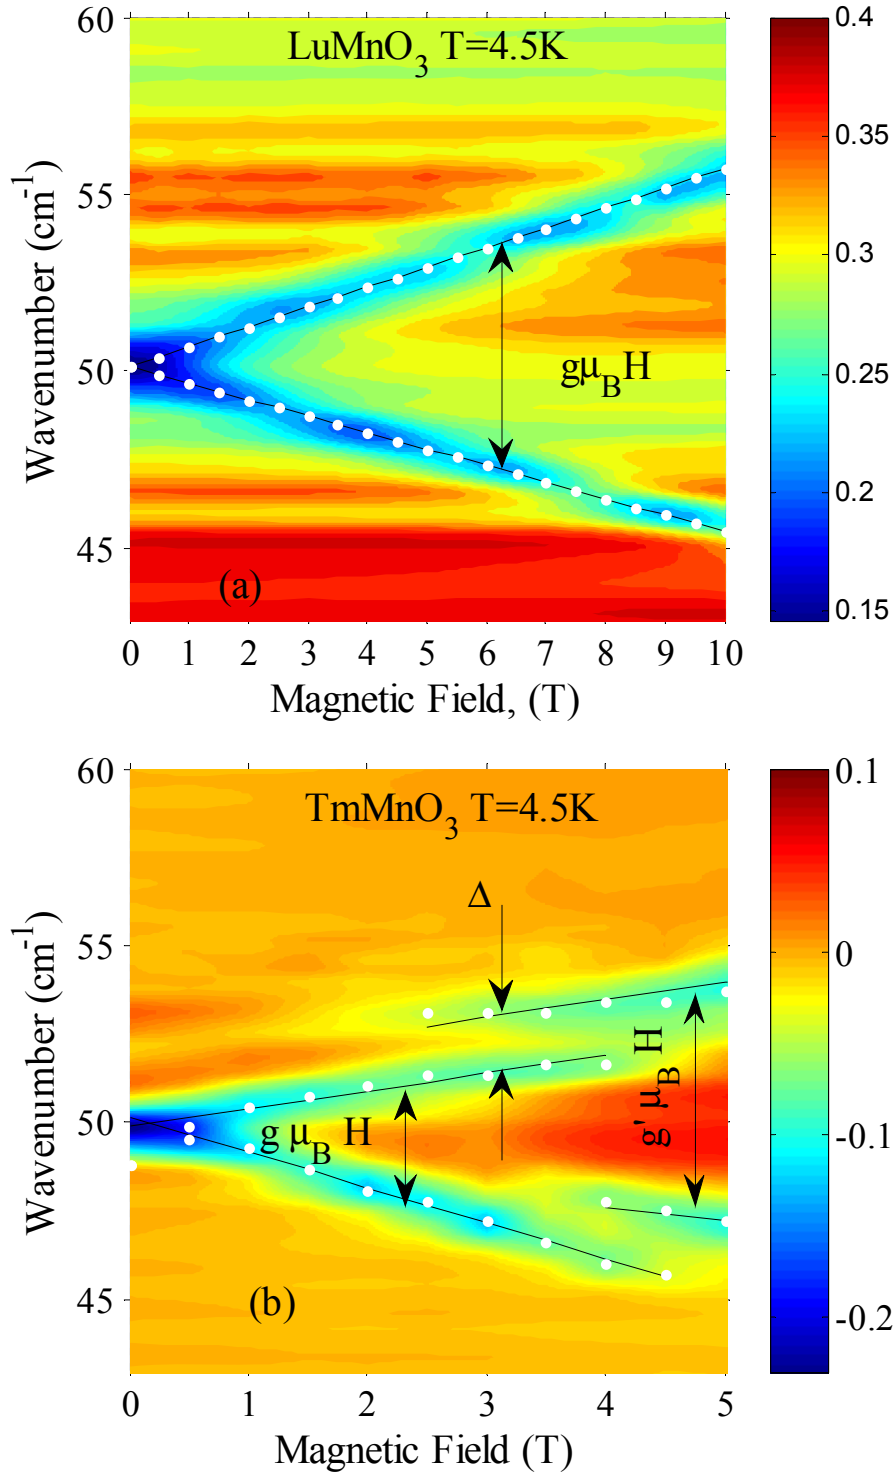 LuMnO₃ T=4.5K
60
55
50
45
Wavenumber (cm⁻¹)
gμ_BH
(a)
0 1 2 3 4 5 6 7 8 9 10
Magnetic Field, (T)
0.4
0.35
0.3
0.25
0.2
0.15
TmMnO₃ T=4.5K
60
55
50
45
Wavenumber (cm⁻¹)
Δ
g μ_B H
g' μ_B H
(b)
0 1 2 3 4 5
Magnetic Field (T)
0.1
0
-0.1
-0.2